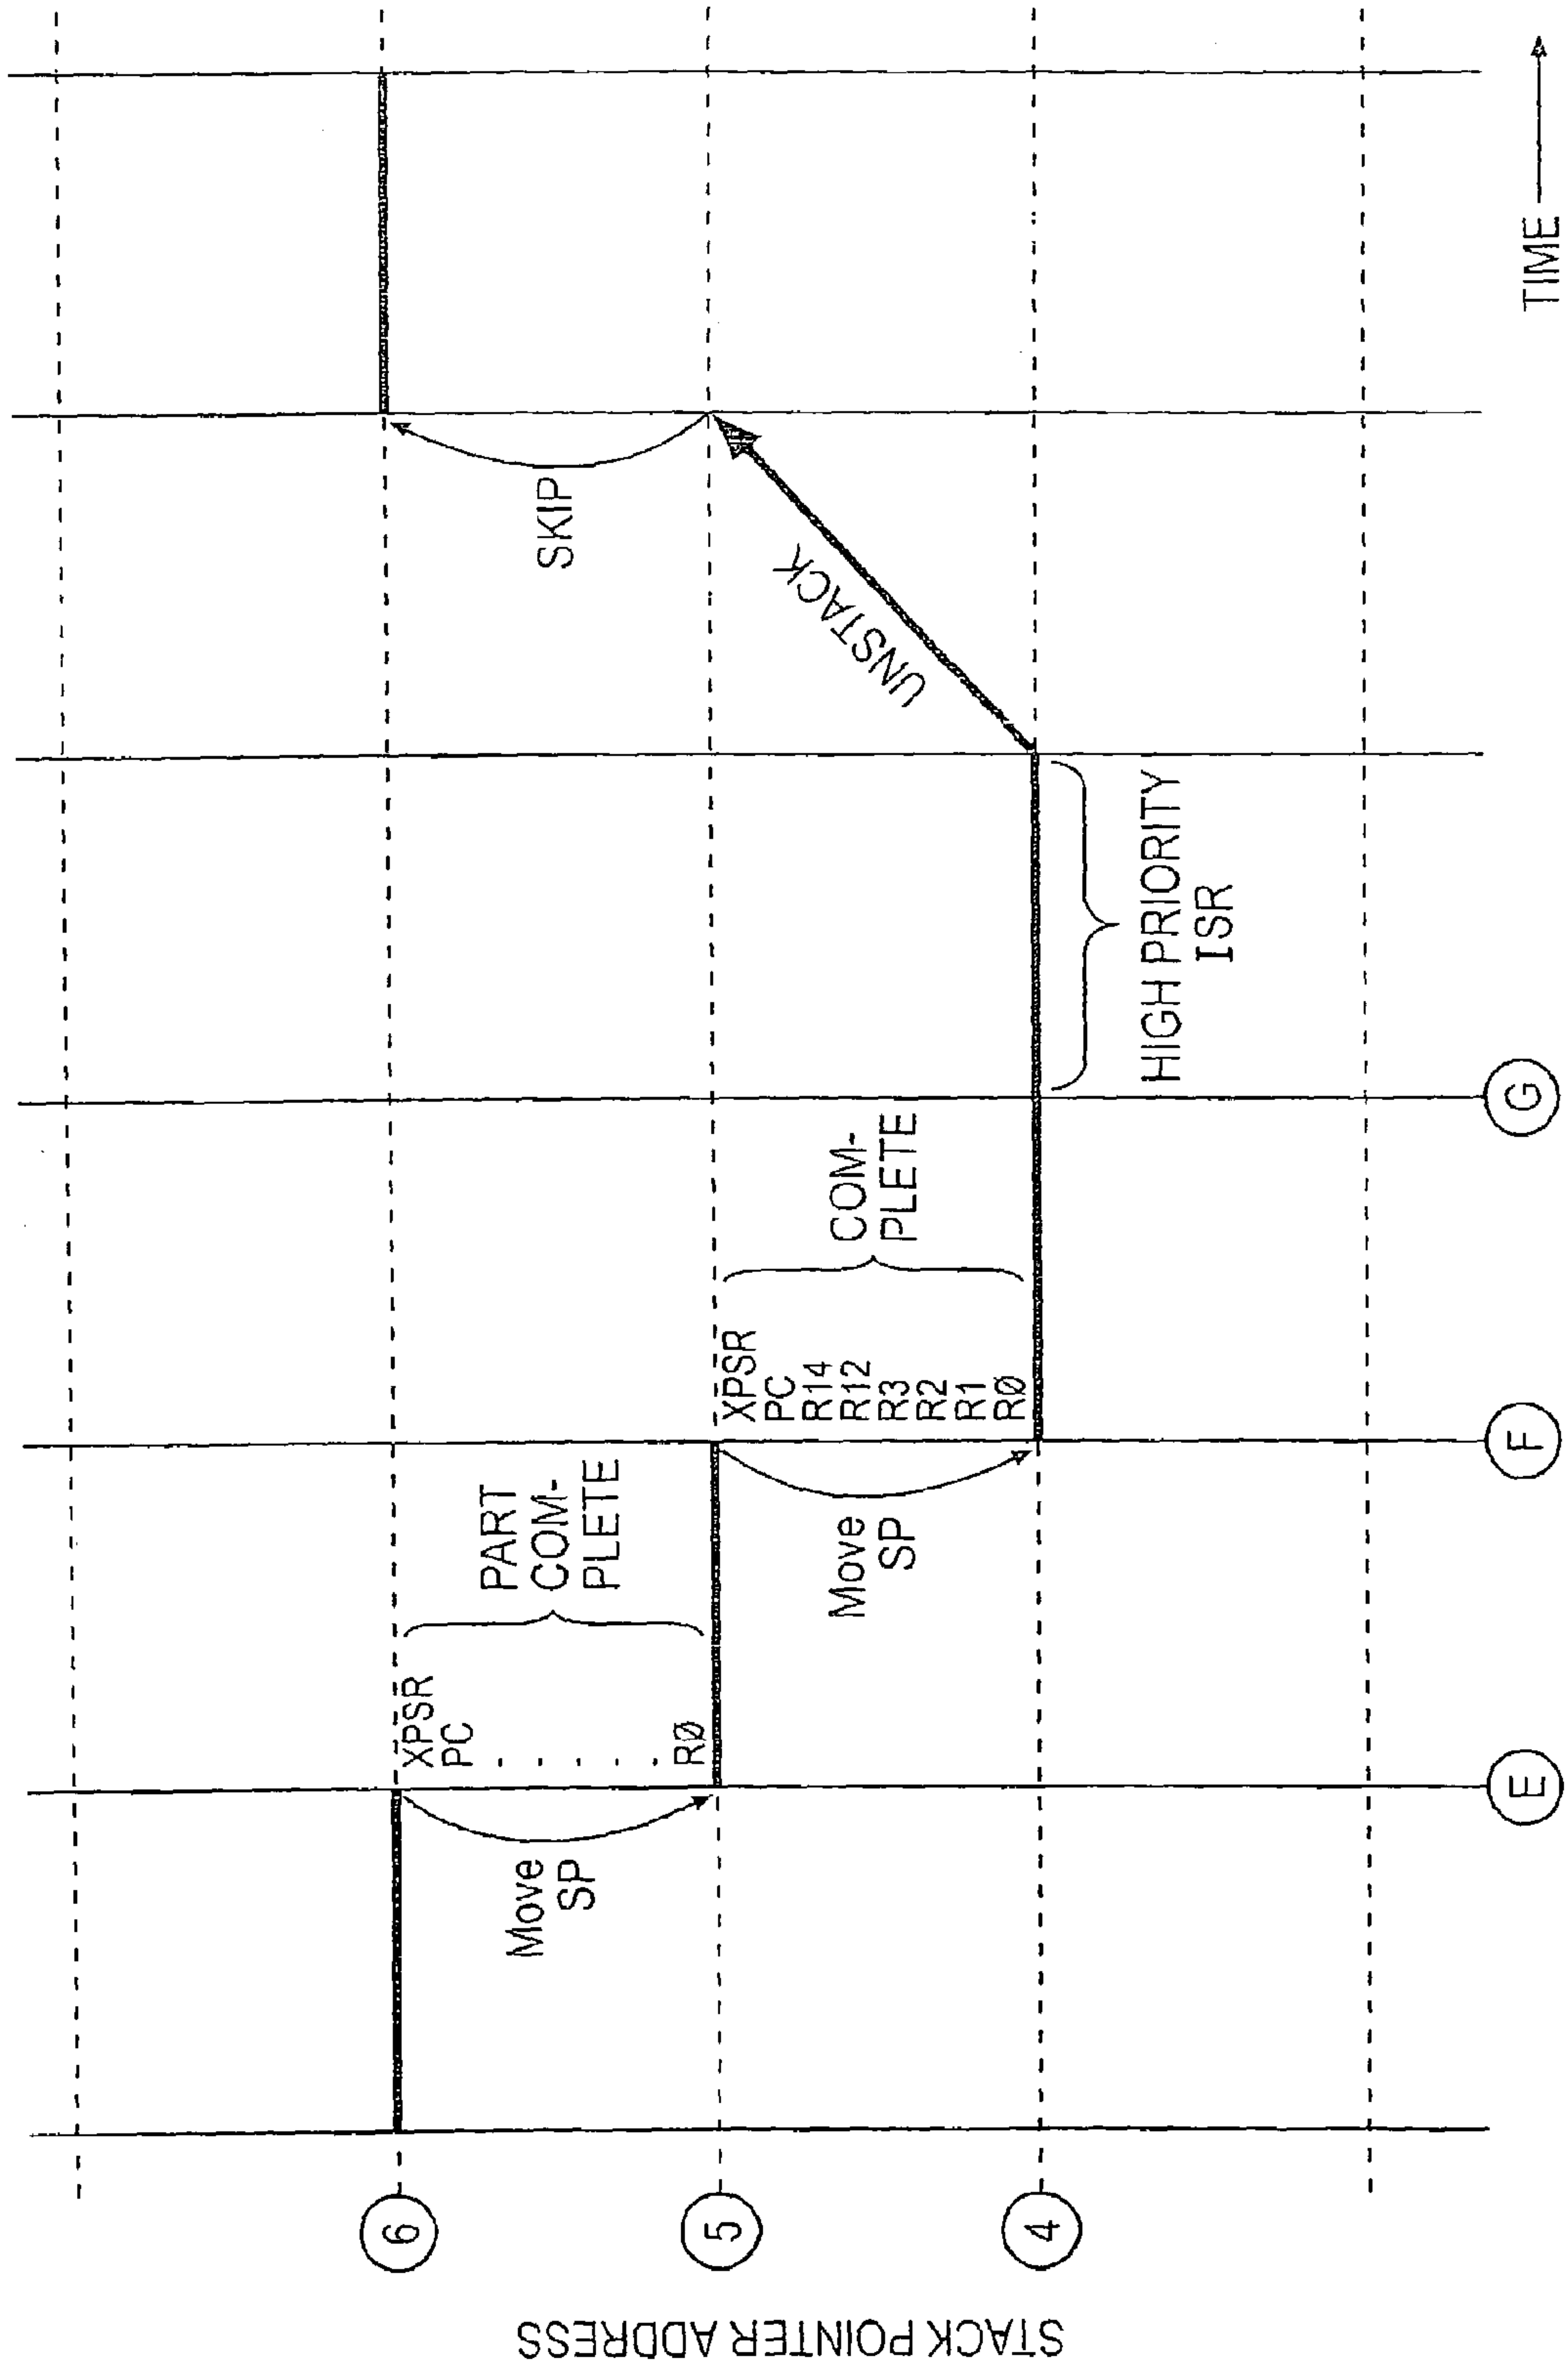 STACK POINTER ADDRESS
6
5
4
Move
SP
XPSR
PC
.
.
.
.
.
RØ
PART
COM-
PLETE
Move
SP
XPSR
PC
R14
R12
R3
R2
R1
RØ
COM-
PLETE
HIGH PRIORITY
ISR
UNSTACK
SKIP
E
F
G
TIME